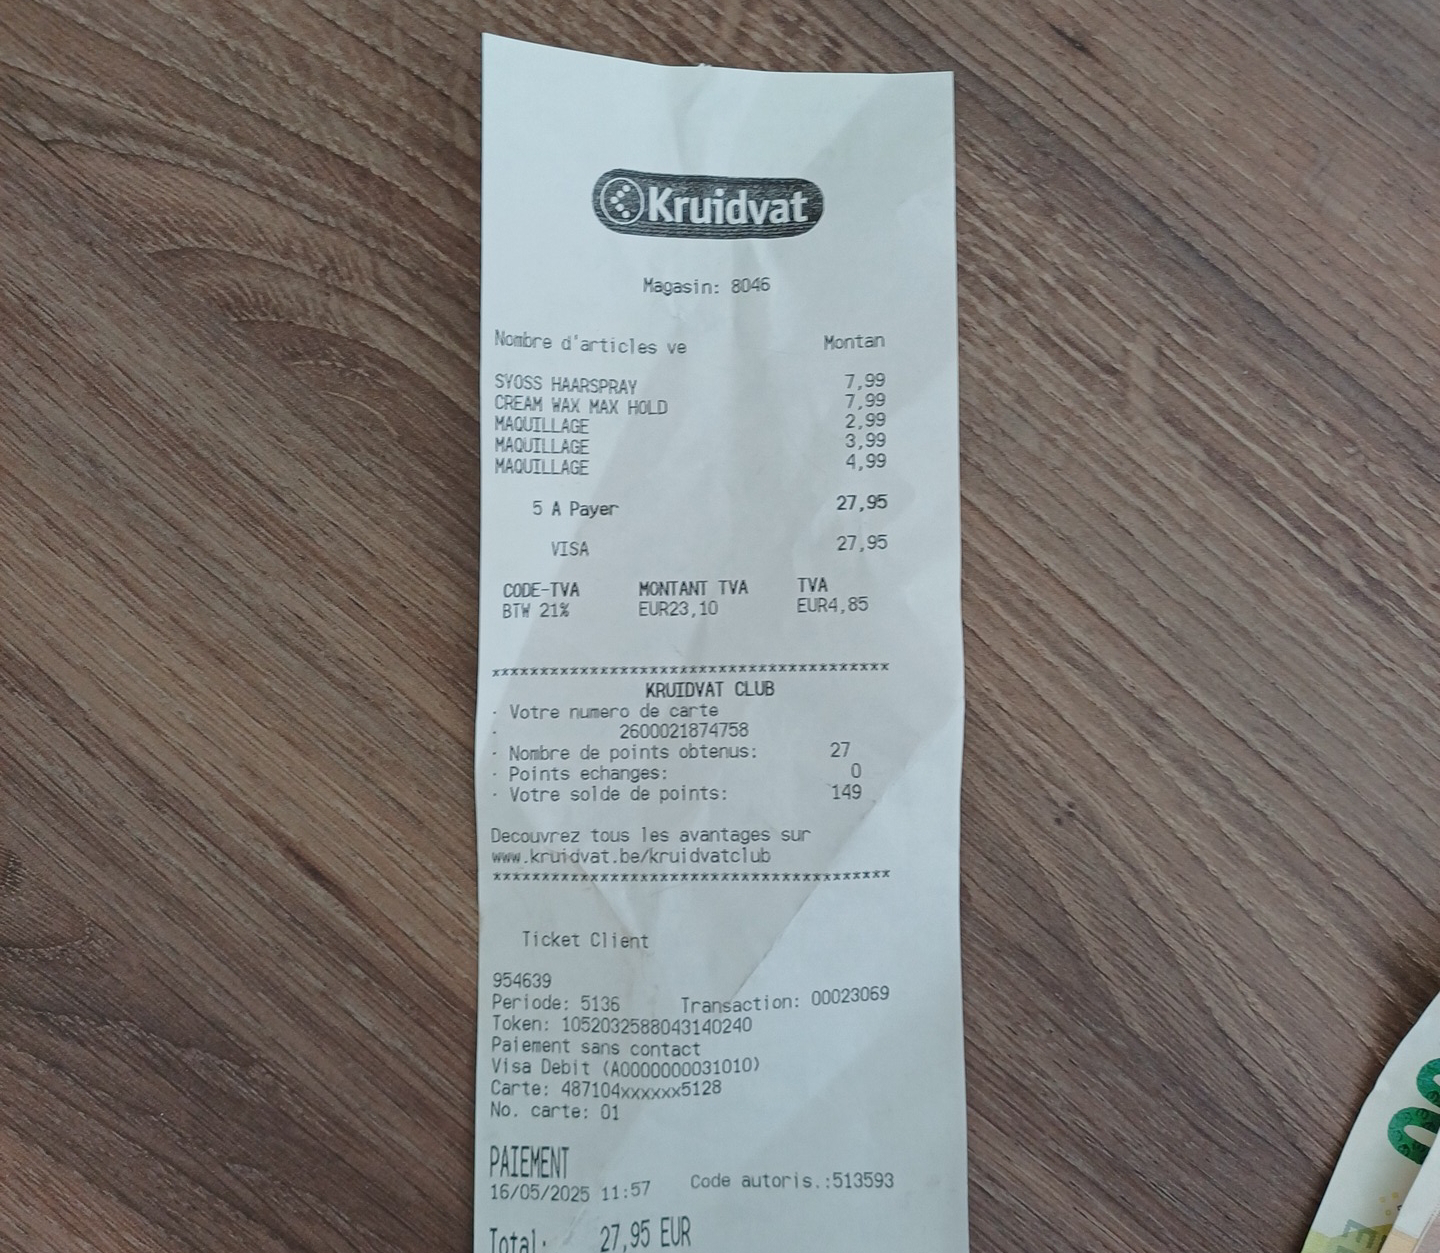 Kruidvat
Magasin: 8046
Nombre d'articles ve Montan
SYOSS HAARSPRAY 7,99
CREAM WAX MAX HOLD 7,99
MAQUILLAGE 2,99
MAQUILLAGE 3,99
MAQUILLAGE 4,99
5 A Payer 27,95
VISA 27,95
CODE-TVA MONTANT TVA TVA
BTW 21% EUR23,10 EUR4,85
xxxxxxxxxxxxxxxxxxxxxxxxxxxxxxxxxxxxxxxx
KRUIDVAT CLUB
· Votre numero de carte
· 2600021874758
· Nombre de points obtenus: 27
· Points echanges: 0
· Votre solde de points: 149
Decouvrez tous les avantages sur
www.kruidvat.be/kruidvatclub
xxxxxxxxxxxxxxxxxxxxxxxxxxxxxxxxxxxxxxxx
Ticket Client
954639
Periode: 5136 Transaction: 00023069
Token: 1052032588043140240
Paiement sans contact
Visa Debit (A0000000031010)
Carte: 487104xxxxxx5128
No. carte: 01
PAIEMENT
16/05/2025 11:57 Code autoris.:513593
Total: 27,95 EUR